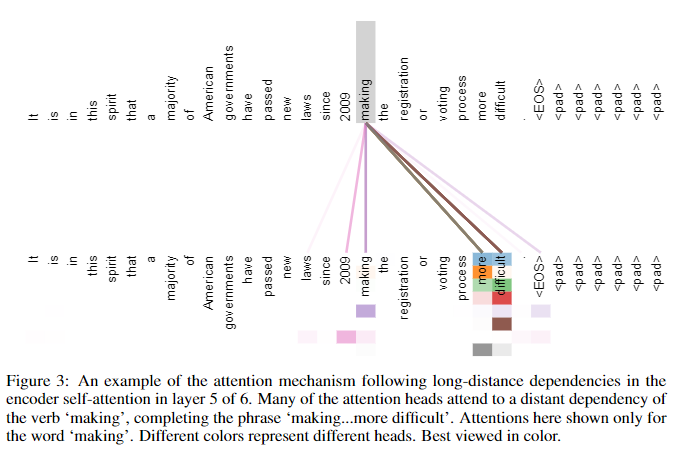 It is in this spirit that a majority of American governments have passed new laws since 2009 making the registration or voting process more difficult . <EOS> <pad> <pad> <pad> <pad> <pad> <pad>
It is in this spirit that a majority of American governments have passed new laws since 2009 making the registration or voting process more difficult . <EOS> <pad> <pad> <pad> <pad> <pad> <pad>
Figure 3: An example of the attention mechanism following long-distance dependencies in the
encoder self-attention in layer 5 of 6. Many of the attention heads attend to a distant dependency of
the verb ‘making’, completing the phrase ‘making...more difficult’. Attentions here shown only for
the word ‘making’. Different colors represent different heads. Best viewed in color.